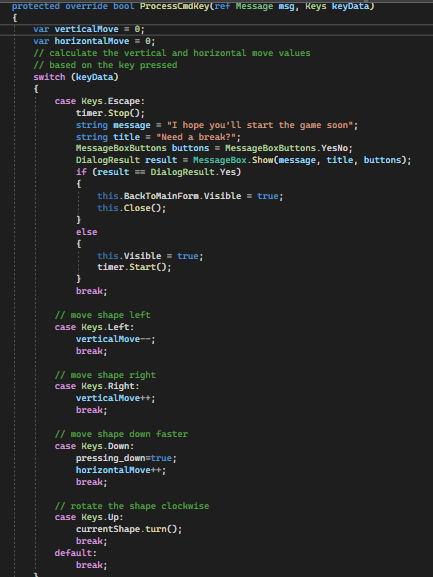 protected override bool ProcessCmdKey(ref Message msg, Keys keyData)
{
    var verticalMove = 0;
    var horizontalMove = 0;
    // calculate the vertical and horizontal move values
    // based on the key pressed
    switch (keyData)
    {
        case Keys.Escape:
            timer.Stop();
            string message = "I hope you'll start the game soon";
            string title = "Need a break?";
            MessageBoxButtons buttons = MessageBoxButtons.YesNo;
            DialogResult result = MessageBox.Show(message, title, buttons);
            if (result == DialogResult.Yes)
            {
                this.BackToMainForm.Visible = true;
                this.Close();
            }
            else
            {
                this.Visible = true;
                timer.Start();
            }
            break;

        // move shape left
        case Keys.Left:
            verticalMove--;
            break;

        // move shape right
        case Keys.Right:
            verticalMove++;
            break;

        // move shape down faster
        case Keys.Down:
            pressing_down=true;
            horizontalMove++;
            break;

        // rotate the shape clockwise
        case Keys.Up:
            currentShape.turn();
            break;
        default:
            break;
    }